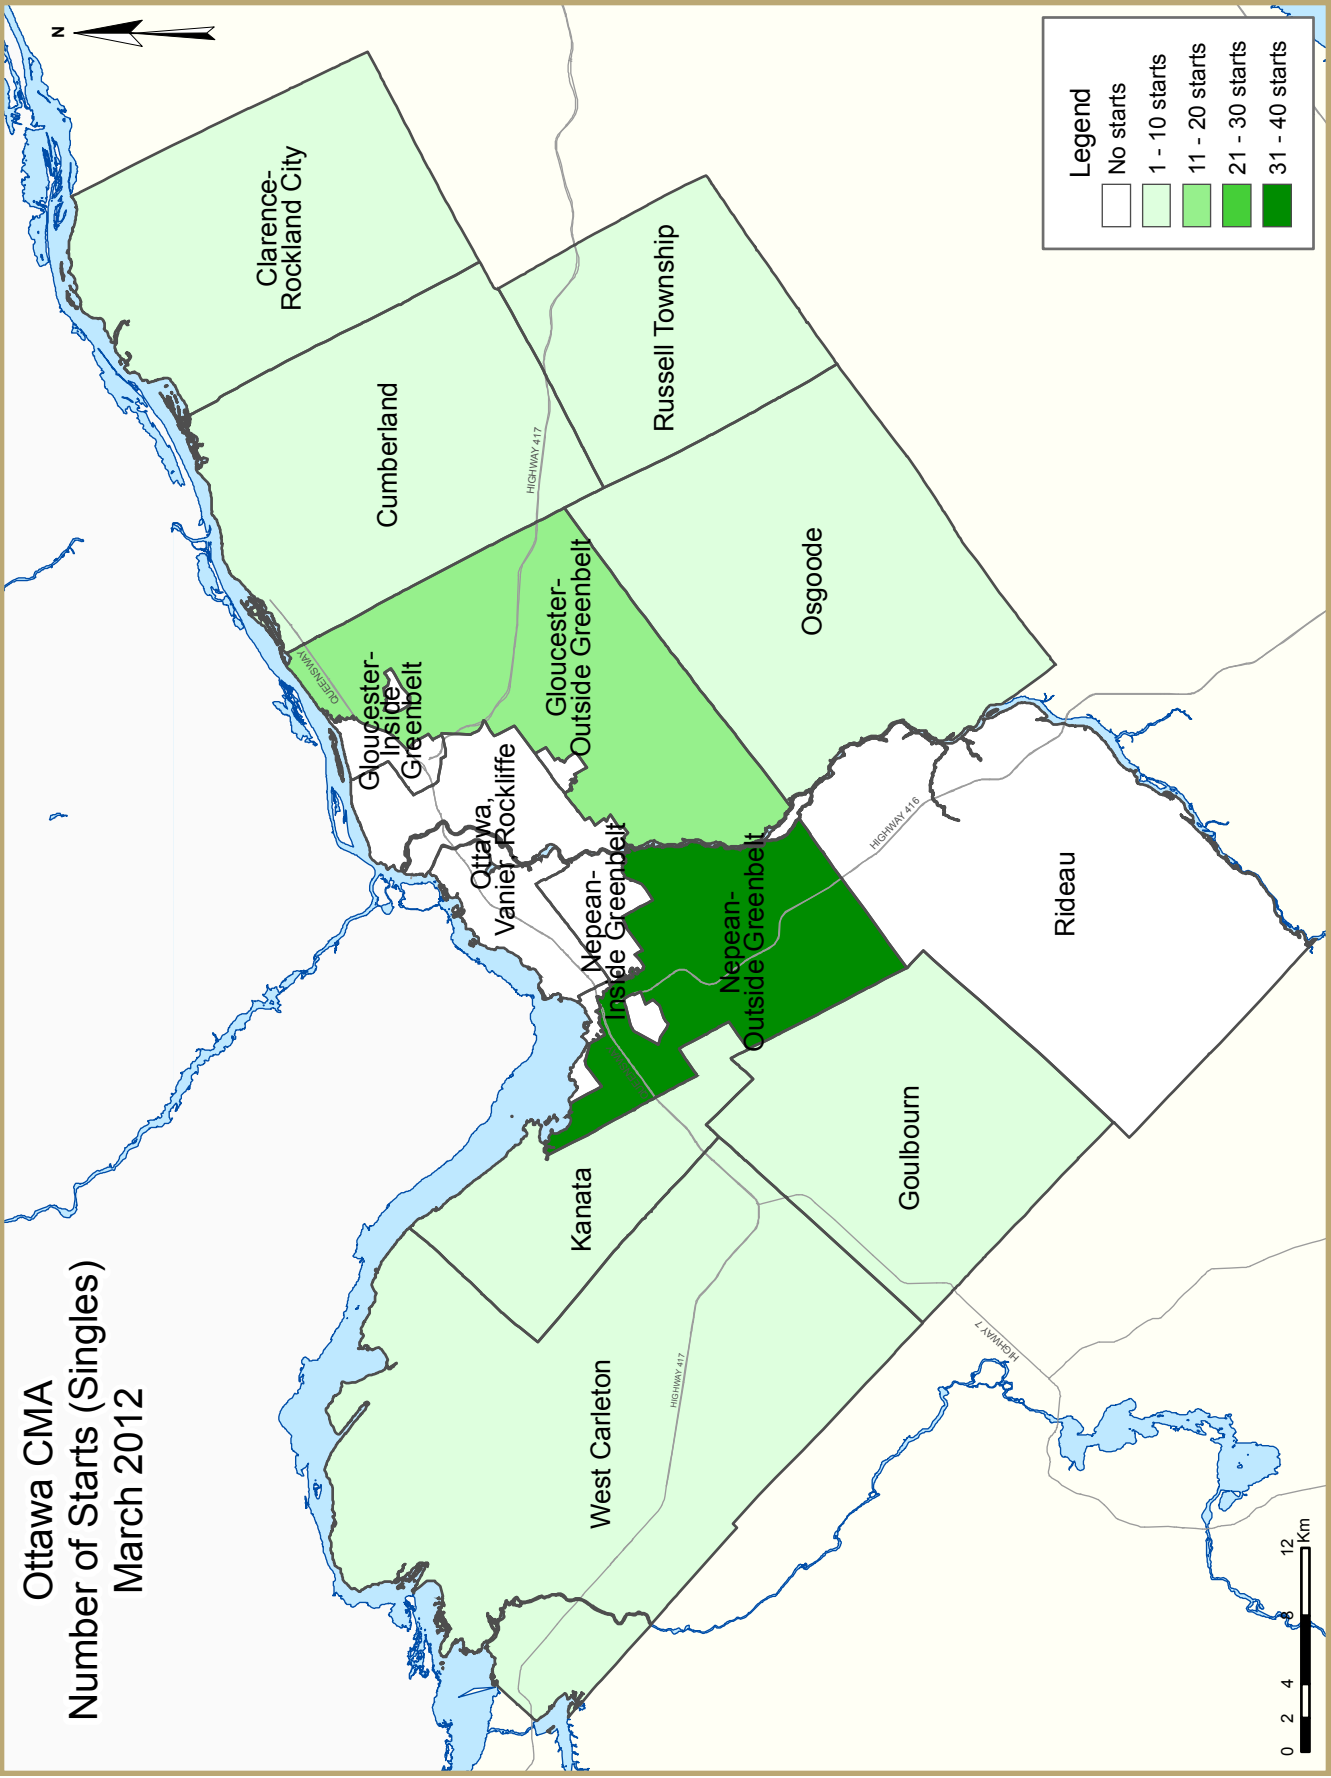 Ottawa CMA
Number of Starts (Singles)
March 2012
N
Clarence-
Rockland City
Cumberland
Russell Township
HIGHWAY 417
QUEENSWAY
Gloucester-
Inside
Greenbelt
Gloucester-
Outside Greenbelt
Osgoode
Ottawa,
Vanier, Rockliffe
Nepean-
Inside Greenbelt
Nepean-
Outside Greenbelt
HIGHWAY 416
Rideau
Kanata
Goulbourn
West Carleton
HIGHWAY 417
HIGHWAY 7
Legend
No starts
1 - 10 starts
11 - 20 starts
21 - 30 starts
31 - 40 starts
0 2 4 8 12
Km